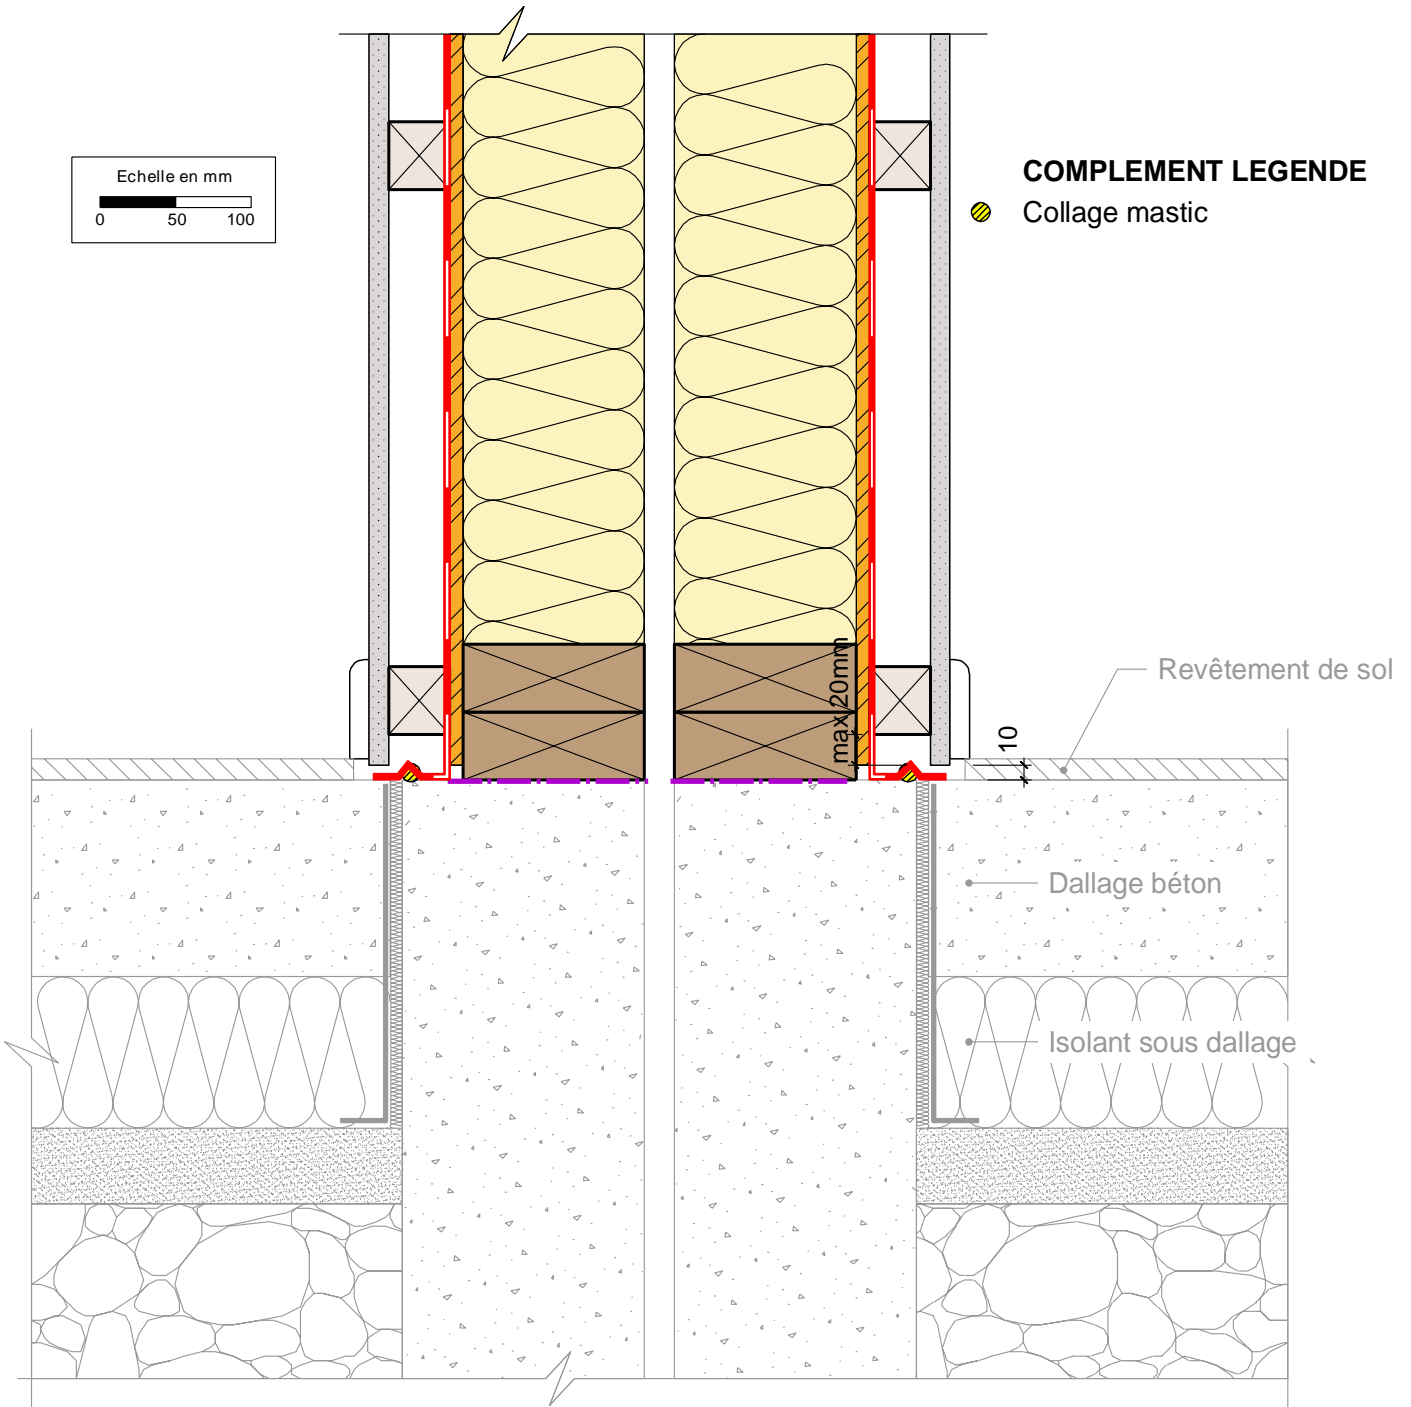 Echelle en mm
0 50 100
COMPLEMENT LEGENDE
Collage mastic
max 20mm
10
Revêtement de sol
Dallage béton
Isolant sous dallage